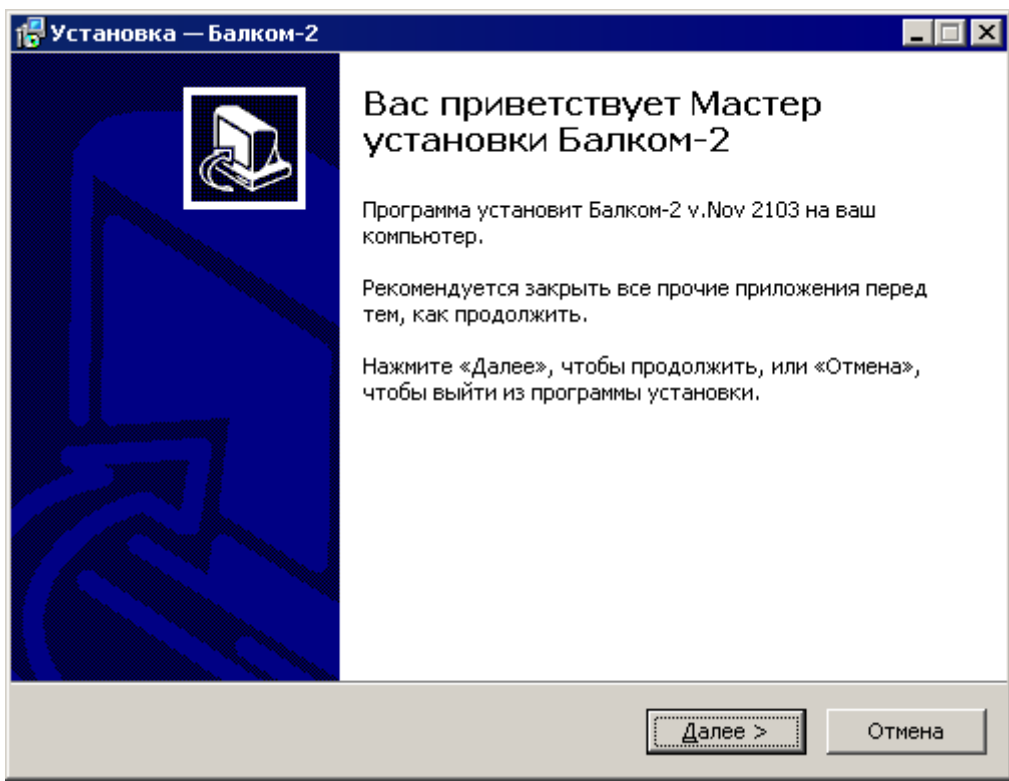 Установка — Балком-2
Вас приветствует Мастер
установки Балком-2
Программа установит Балком-2 v.Nov 2103 на ваш
компьютер.
Рекомендуется закрыть все прочие приложения перед
тем, как продолжить.
Нажмите «Далее», чтобы продолжить, или «Отмена»,
чтобы выйти из программы установки.
Далее >
Отмена